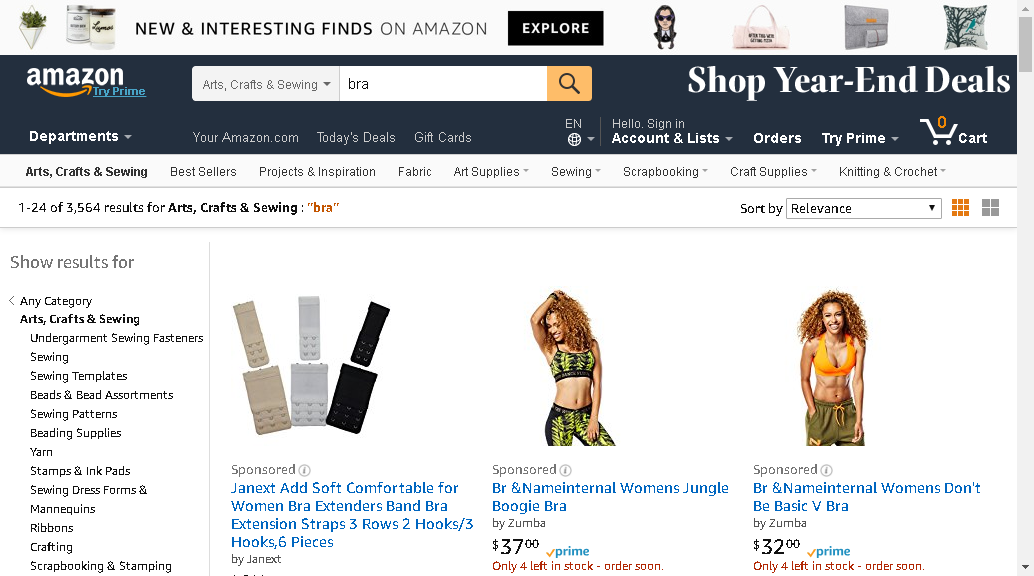 NEW & INTERESTING FINDS ON AMAZON EXPLORE
amazon
Try Prime
Arts, Crafts & Sewing bra
Shop Year-End Deals
Departments
Your Amazon.com Today's Deals Gift Cards
EN
Hello. Sign in
Account & Lists
Orders
Try Prime
0
Cart
Arts, Crafts & Sewing Best Sellers Projects & Inspiration Fabric Art Supplies Sewing Scrapbooking Craft Supplies Knitting & Crochet
1-24 of 3,564 results for Arts, Crafts & Sewing : "bra"
Sort by Relevance
Show results for
Any Category
Arts, Crafts & Sewing
Undergarment Sewing Fasteners
Sewing
Sewing Templates
Beads & Bead Assortments
Sewing Patterns
Beading Supplies
Yarn
Stamps & Ink Pads
Sewing Dress Forms &
Mannequins
Ribbons
Crafting
Scrapbooking & Stamping
Sponsored
Janext Add Soft Comfortable for
Women Bra Extenders Band Bra
Extension Straps 3 Rows 2 Hooks/3
Hooks,6 Pieces
by Janext
Sponsored
Br &Nameinternal Womens Jungle
Boogie Bra
by Zumba
$3700 prime
Only 4 left in stock - order soon.
Sponsored
Br &Nameinternal Womens Don't
Be Basic V Bra
by Zumba
$3200 prime
Only 4 left in stock - order soon.